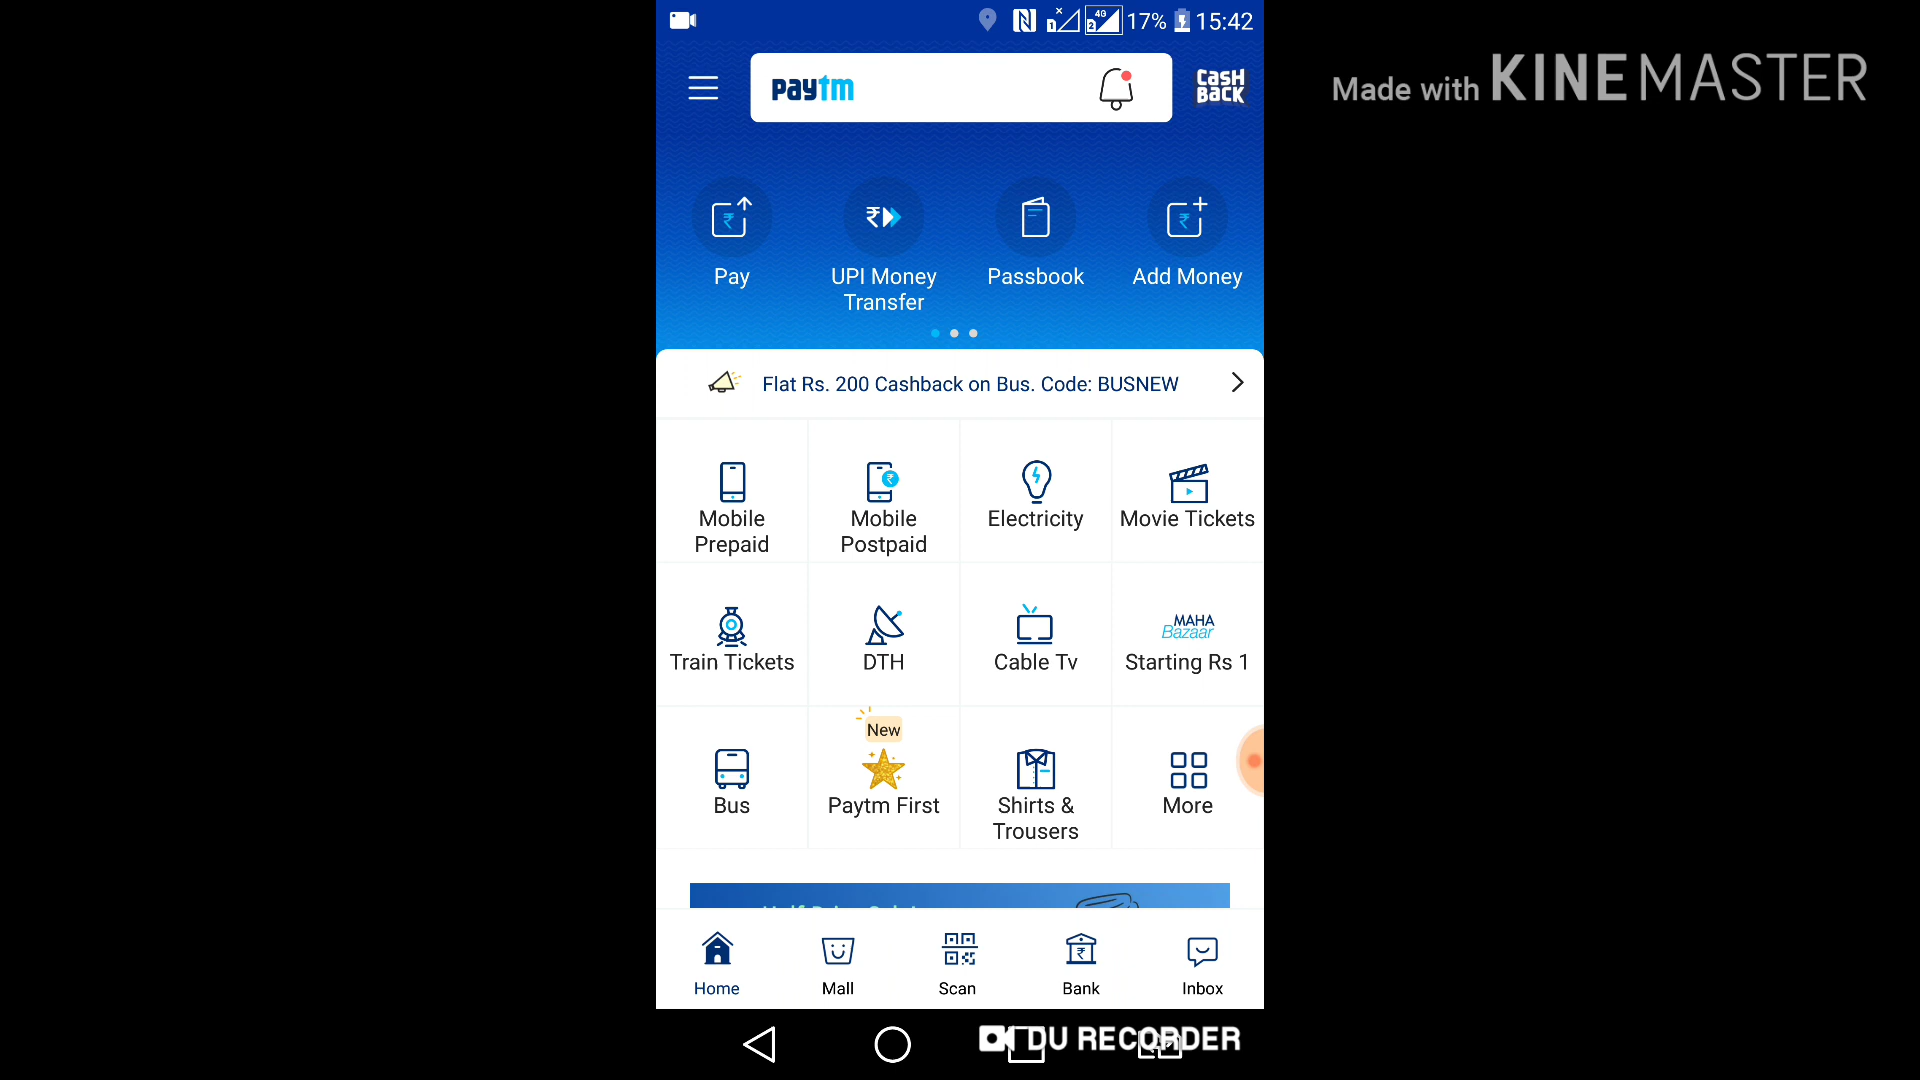 17% 15:42
Made with KINEMASTER
paytm
CASH
BACK
Pay
UPI Money
Transfer
Passbook
Add Money
Flat Rs. 200 Cashback on Bus. Code: BUSNEW
Mobile
Prepaid
Mobile
Postpaid
Electricity
Movie Tickets
Train Tickets
DTH
Cable Tv
MAHA
Bazaar
Starting Rs 1
Bus
New
Paytm First
Shirts &
Trousers
More
Home
Mall
Scan
Bank
Inbox
DU RECORDER